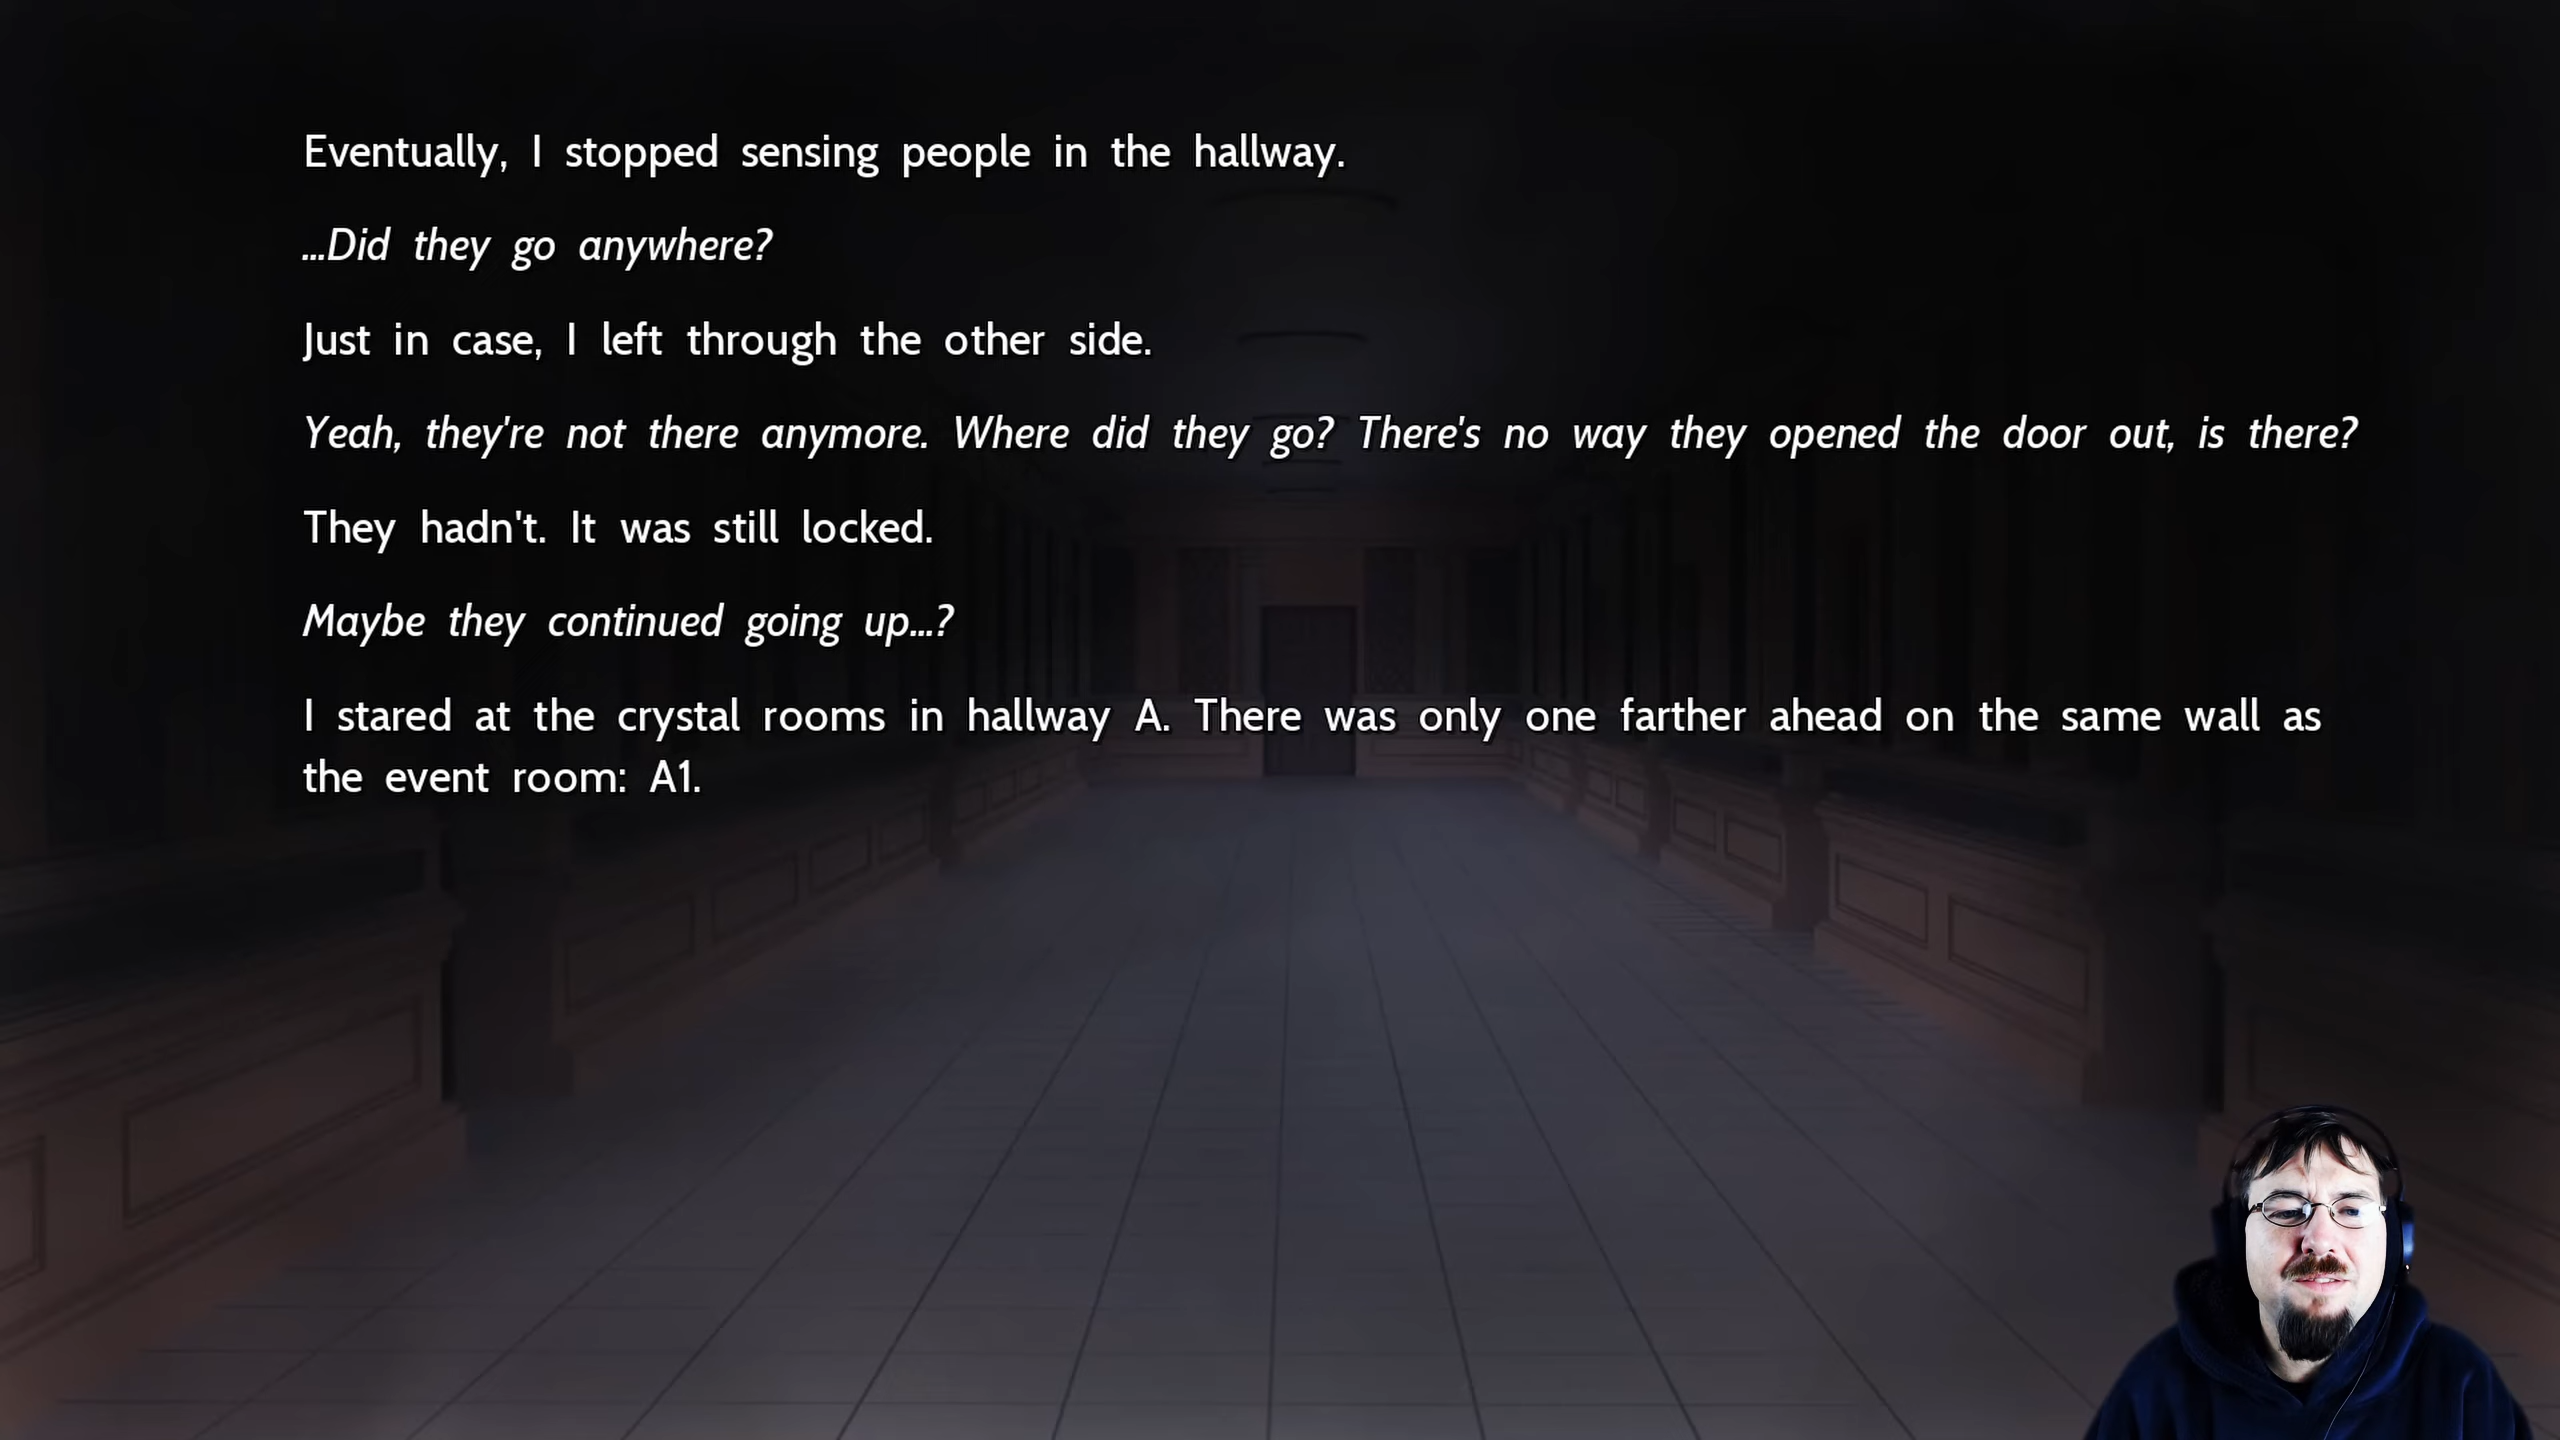 Eventually, I stopped sensing people in the hallway.
...Did they go anywhere?
Just in case, I left through the other side.
Yeah, they're not there anymore. Where did they go? There's no way they opened the door out, is there?
They hadn't. It was still locked.
Maybe they continued going up...?
I stared at the crystal rooms in hallway A. There was only one farther ahead on the same wall as
the event room: A1.